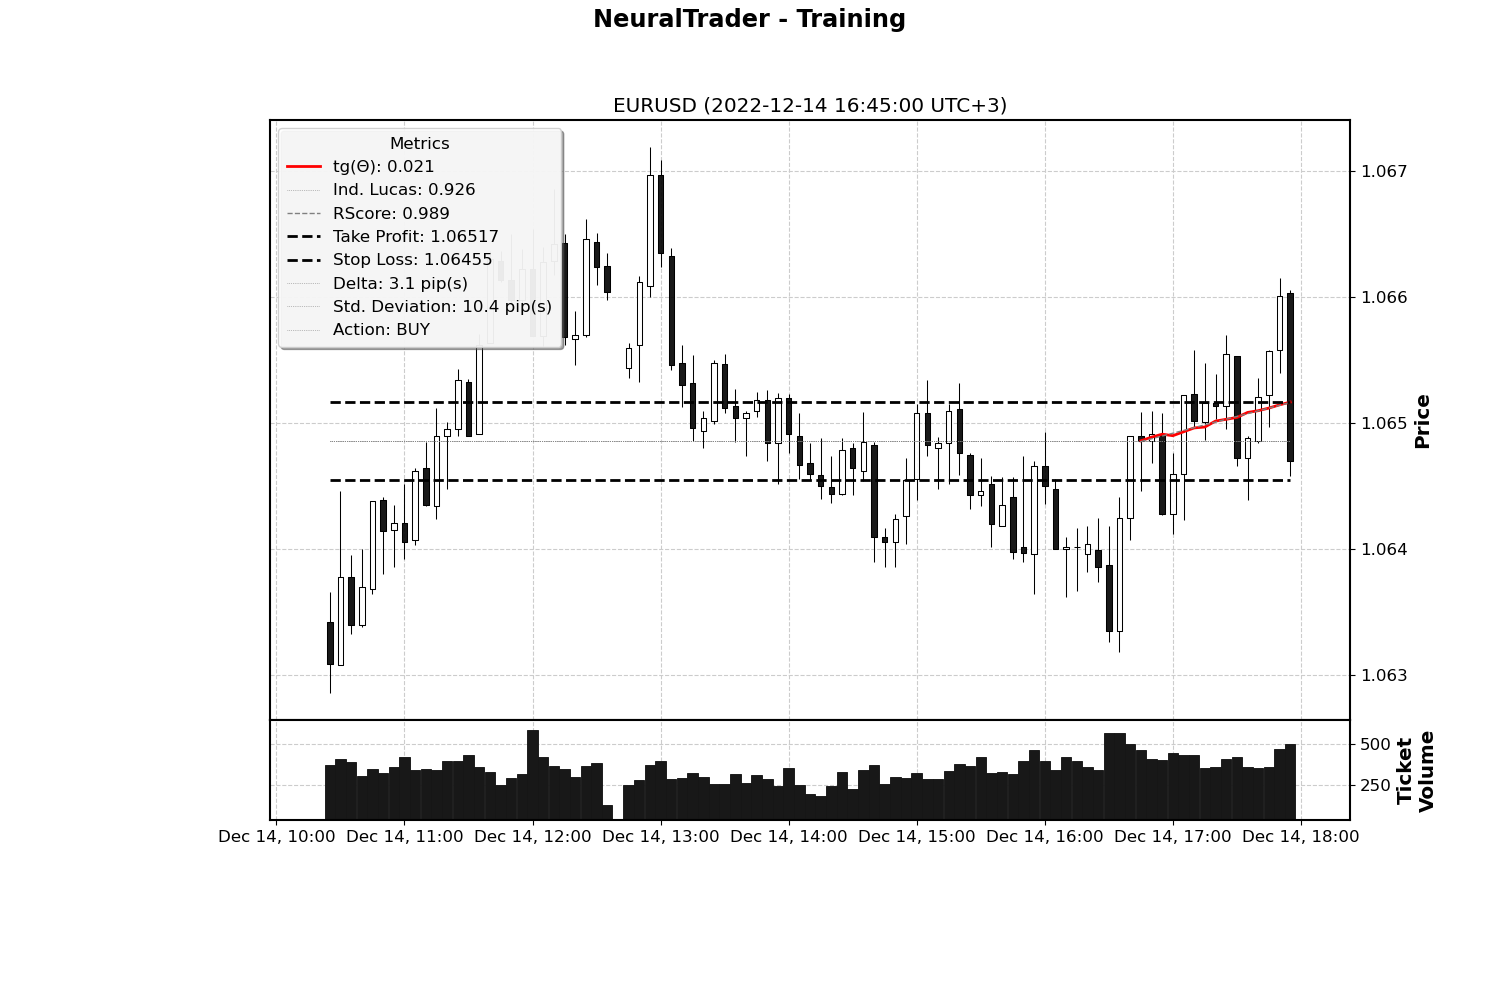 NeuralTrader - Training
EURUSD (2022-12-14 16:45:00 UTC+3)
Metrics
tg(Θ): 0.021
Ind. Lucas: 0.926
RScore: 0.989
Take Profit: 1.06517
Stop Loss: 1.06455
Delta: 3.1 pip(s)
Std. Deviation: 10.4 pip(s)
Action: BUY
1.067
1.066
1.065
1.064
1.063
Price
500
250
Ticket
Volume
Dec 14, 10:00 Dec 14, 11:00 Dec 14, 12:00 Dec 14, 13:00 Dec 14, 14:00 Dec 14, 15:00 Dec 14, 16:00 Dec 14, 17:00 Dec 14, 18:00